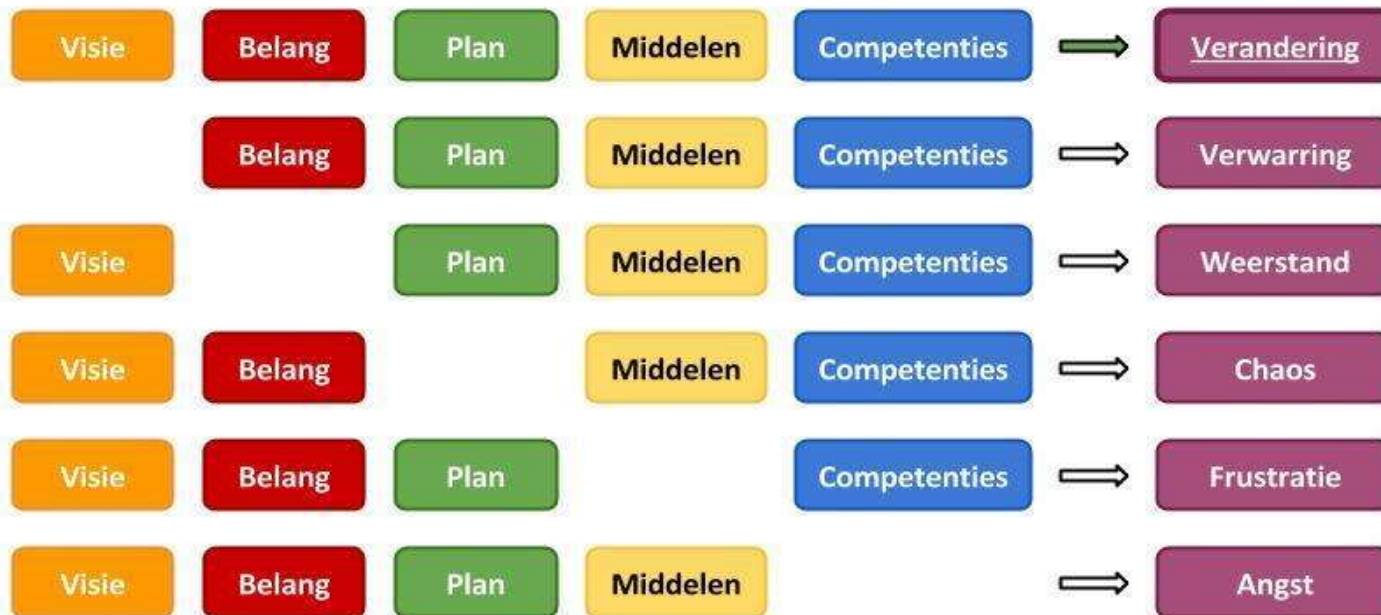 Visie Belang Plan Middelen Competenties Verandering
Belang Plan Middelen Competenties Verwarring
Visie Plan Middelen Competenties Weerstand
Visie Belang Middelen Competenties Chaos
Visie Belang Plan Competenties Frustratie
Visie Belang Plan Middelen Angst